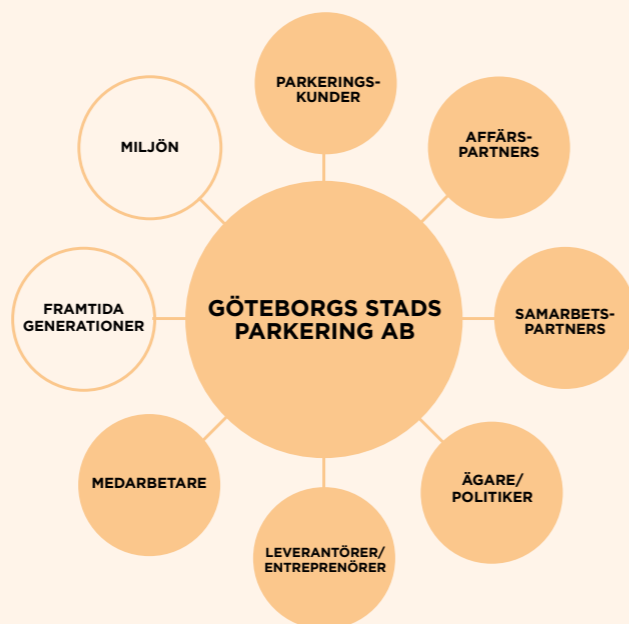 PARKERINGS-
KUNDER
AFFÄRS-
PARTNERS
MILJÖN
GÖTEBORGS STADS
PARKERING AB
SAMARBETS-
PARTNERS
FRAMTIDA
GENERATIONER
MEDARBETARE
ÄGARE/
POLITIKER
LEVERANTÖRER/
ENTREPRENÖRER